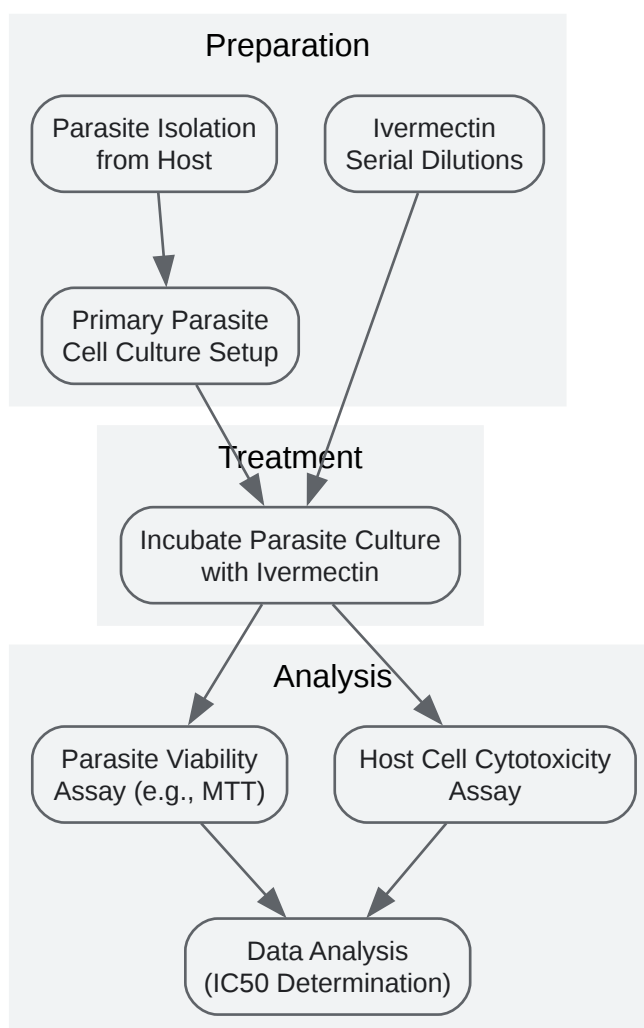 Preparation
Parasite Isolation
from Host
Ivermectin
Serial Dilutions
Primary Parasite
Cell Culture Setup
Treatment
Incubate Parasite Culture
with Ivermectin
Analysis
Parasite Viability
Assay (e.g., MTT)
Host Cell Cytotoxicity
Assay
Data Analysis
(IC50 Determination)